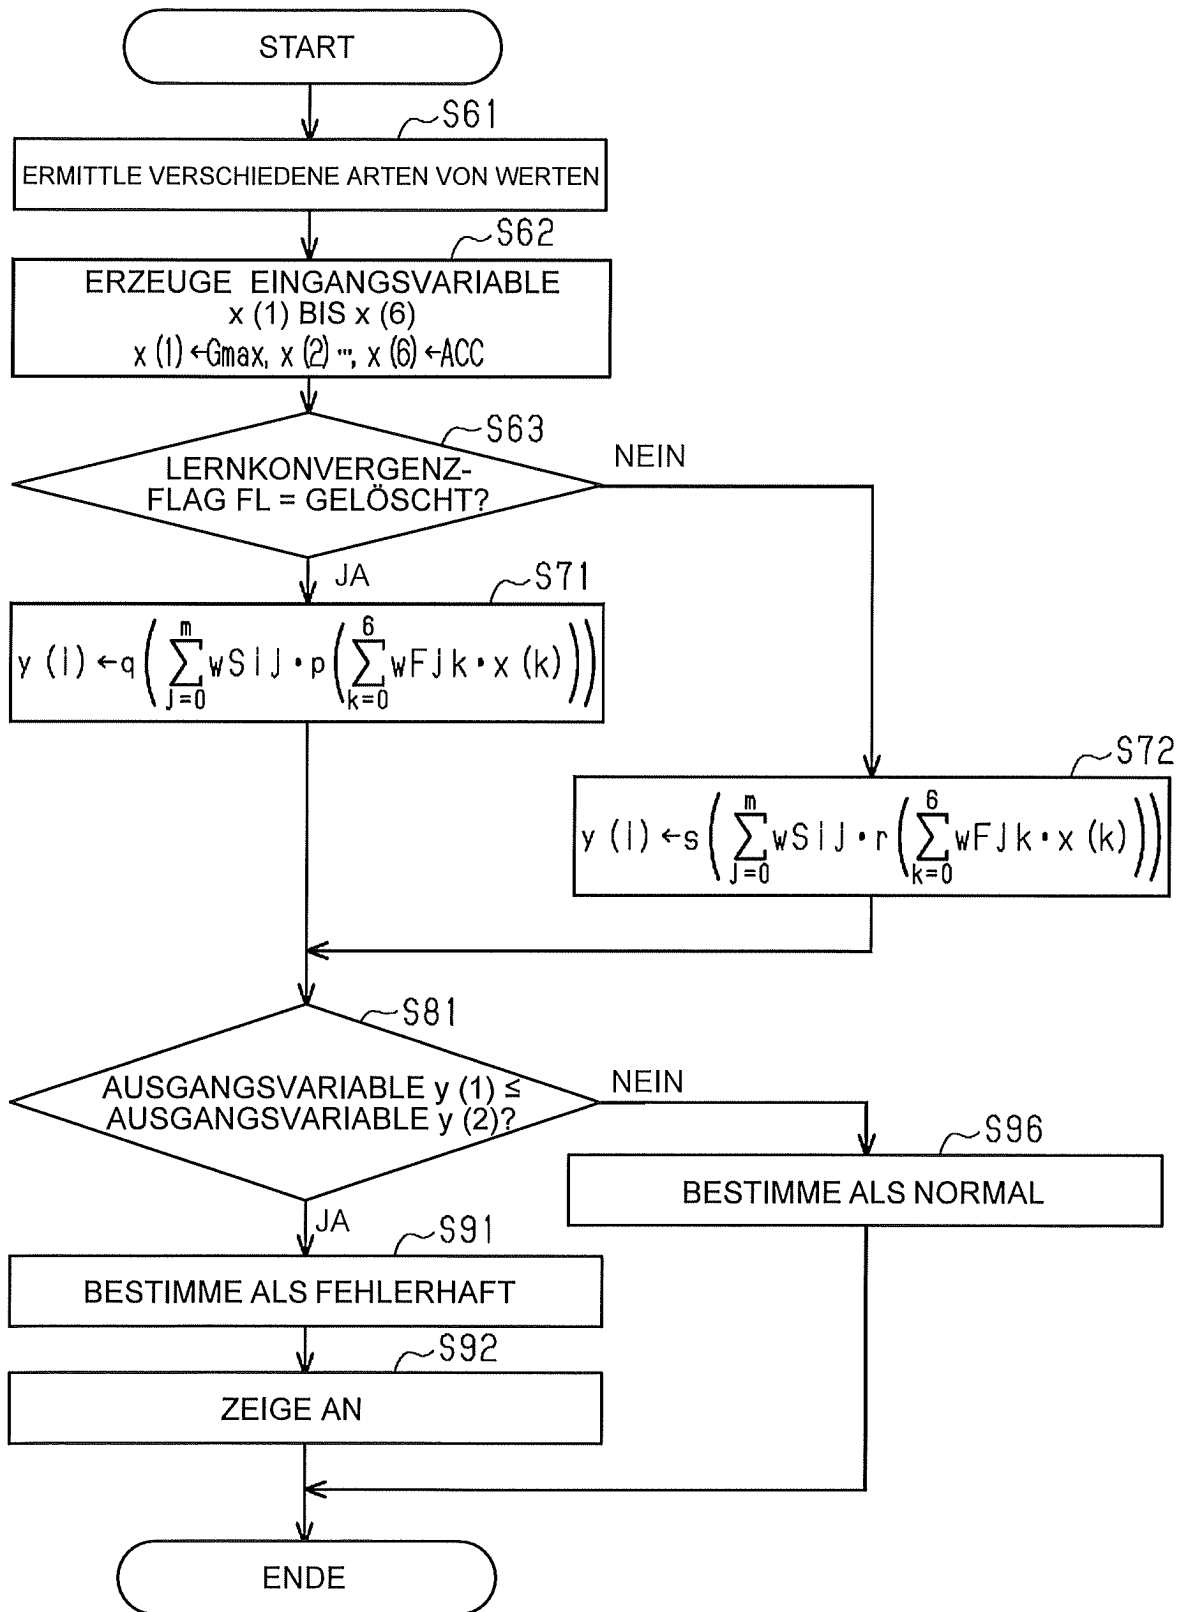 START
S61
ERMITTLE VERSCHIEDENE ARTEN VON WERTEN
S62
ERZEUGE EINGANGSVARIABLE
x (1) BIS x (6)
x (1) ←Gmax, x (2) ···, x (6) ←ACC
S63
LERNKONVERGENZ-
FLAG FL = GELÖSCHT?
NEIN
JA
S71
y (i) ←q(∑_{j=0}^{m} wSij・p(∑_{k=0}^{6} wFjk・x (k)))
S72
y (i) ←s(∑_{j=0}^{m} wSij・r(∑_{k=0}^{6} wFjk・x (k)))
S81
AUSGANGSVARIABLE y (1) ≤
AUSGANGSVARIABLE y (2)?
NEIN
S96
BESTIMME ALS NORMAL
JA
S91
BESTIMME ALS FEHLERHAFT
S92
ZEIGE AN
ENDE